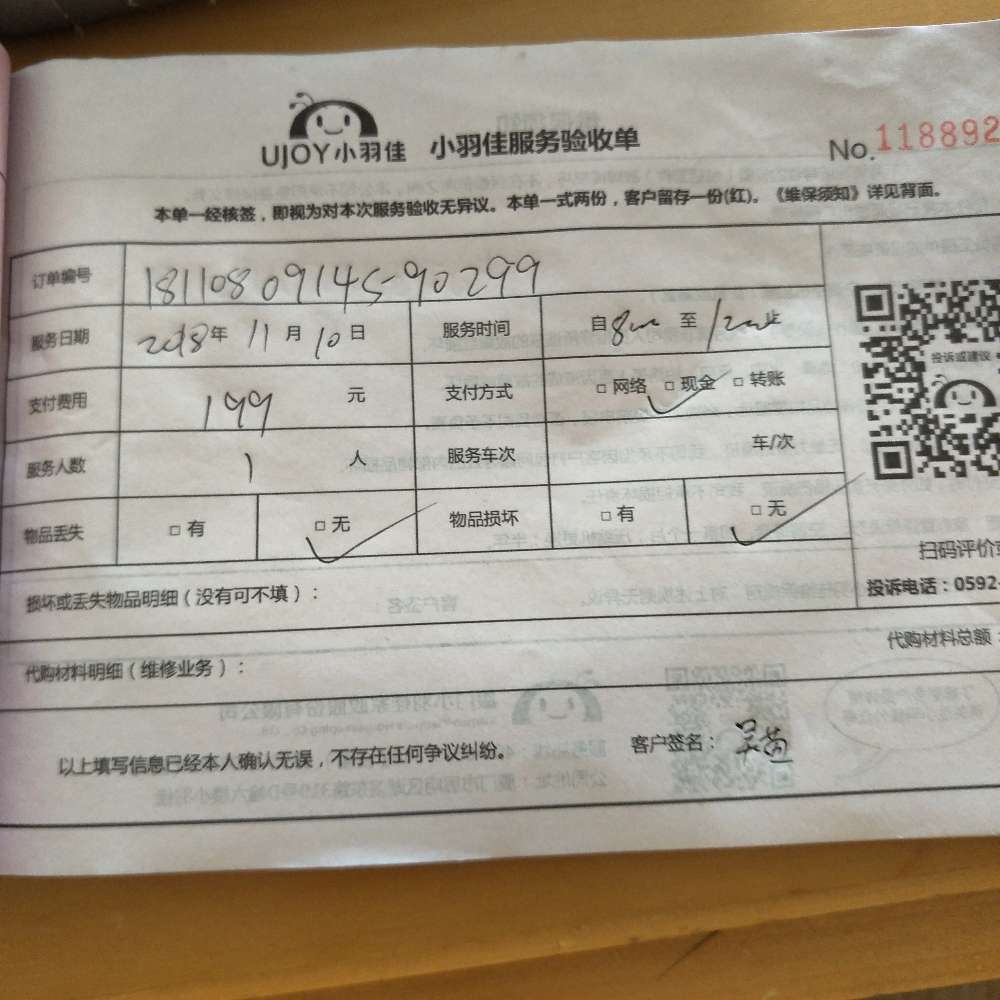 UJOY小羽佳 小羽佳服务验收单 No.118892
本单一经核签，即视为对本次服务验收无异议。本单一式两份，客户留存一份(红)。《维保须知》详见背面。
订单编号 1811080914590299
服务日期 2018年 11月 10日 服务时间 自 8 至 12 止
支付费用 199 元 支付方式 □ 网络 □ 现金 □ 转账
投诉或建议
服务人数 1 人 服务车次 车/次
物品丢失 □ 有 □ 无 物品损坏 □ 有 □ 无
扫码评价
投诉电话：0592-
损坏或丢失物品明细（没有可不填）：
代购材料总额：
代购材料明细（维修业务）：
以上填写信息已经本人确认无误，不存在任何争议纠纷。 客户签名：